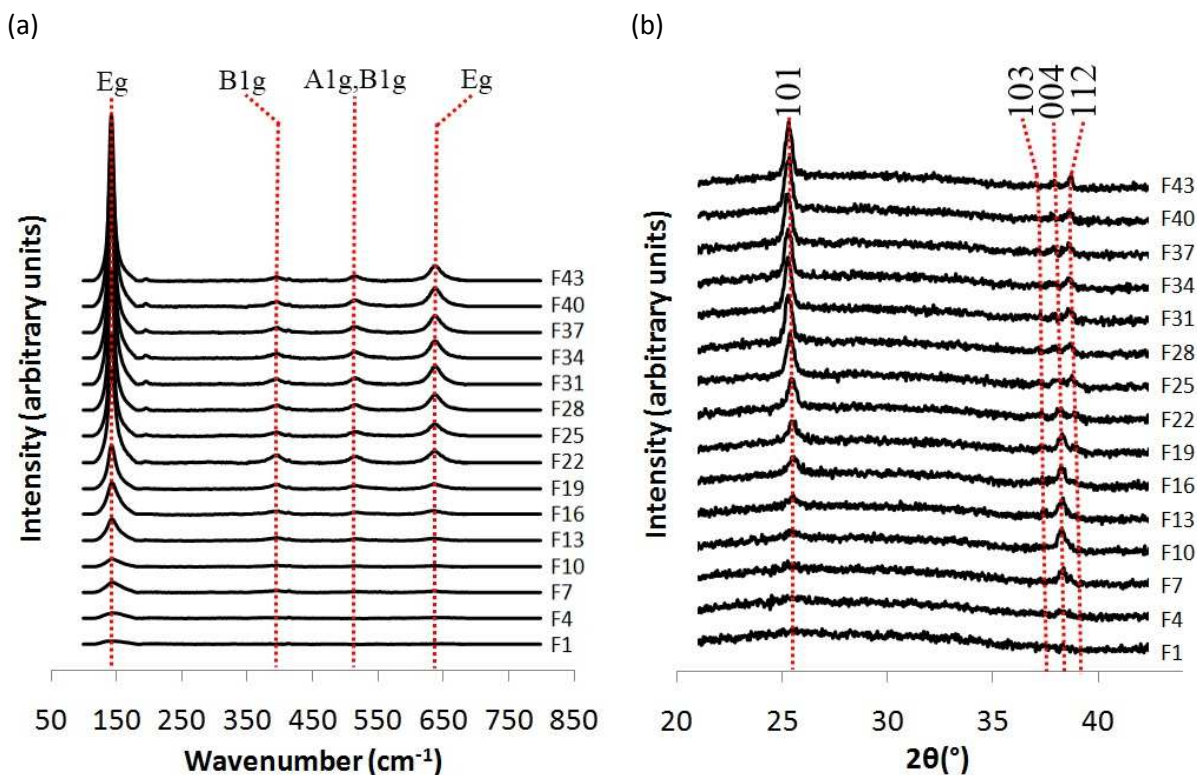 (a)
Eg B1g A1g,B1g Eg
Intensity (arbitrary units)
F43
F40
F37
F34
F31
F28
F25
F22
F19
F16
F13
F10
F7
F4
F1
50 150 250 350 450 550 650 750 850
Wavenumber (cm⁻¹)
(b)
101 103 004 112
Intensity (arbitrary units)
F43
F40
F37
F34
F31
F28
F25
F22
F19
F16
F13
F10
F7
F4
F1
20 25 30 35 40
2θ(°)